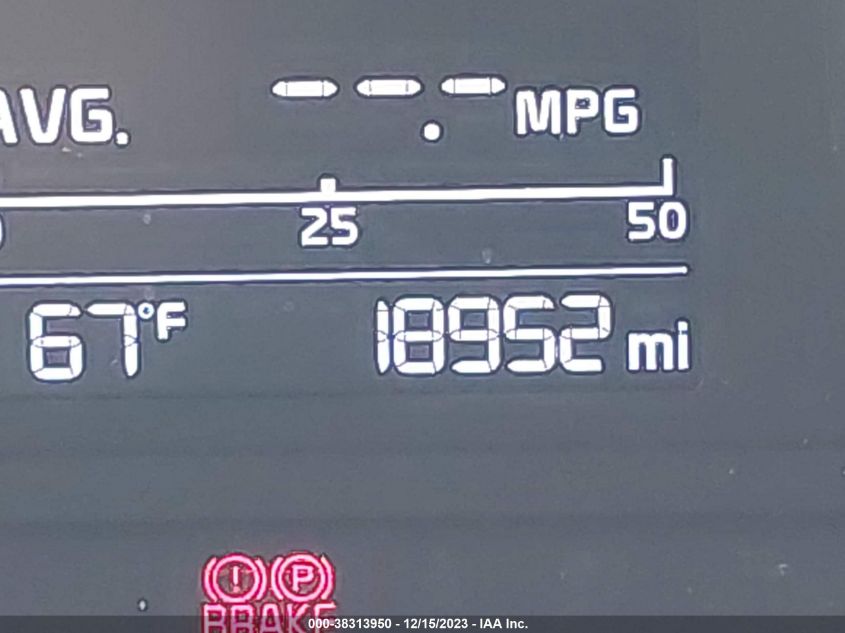 AVG. --.- MPG
25 50
67°F 18952 mi
(!) (P)
BRAKE
000-38313950 - 12/15/2023 - IAA Inc.